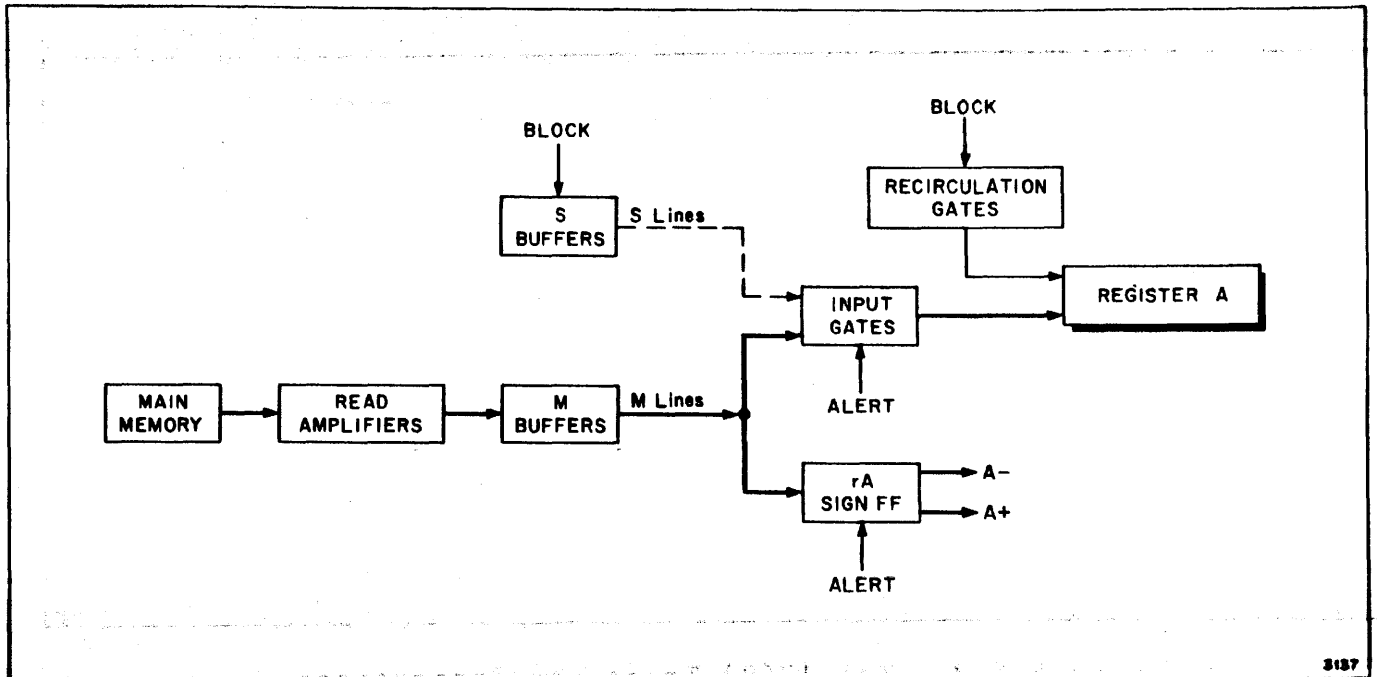 BLOCK
BLOCK
RECIRCULATION
GATES
S
BUFFERS
S Lines
REGISTER A
INPUT
GATES
MAIN
MEMORY
READ
AMPLIFIERS
M
BUFFERS
M Lines
ALERT
rA
SIGN FF
A-
A+
ALERT
3137